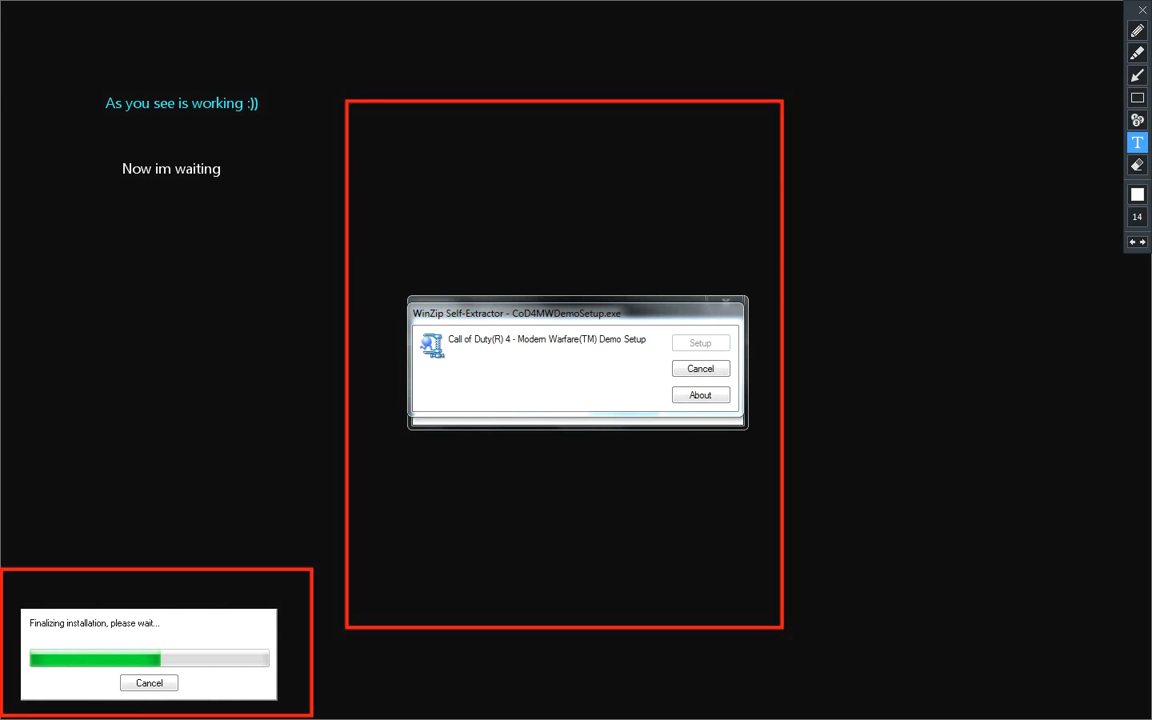 As you see is working :))
Now im waiting
WinZip Self-Extractor - CoD4MWDemoSetup.exe
Call of Duty(R) 4 - Modern Warfare(TM) Demo Setup
Setup
Cancel
About
Finalizing installation, please wait...
Cancel
T
14